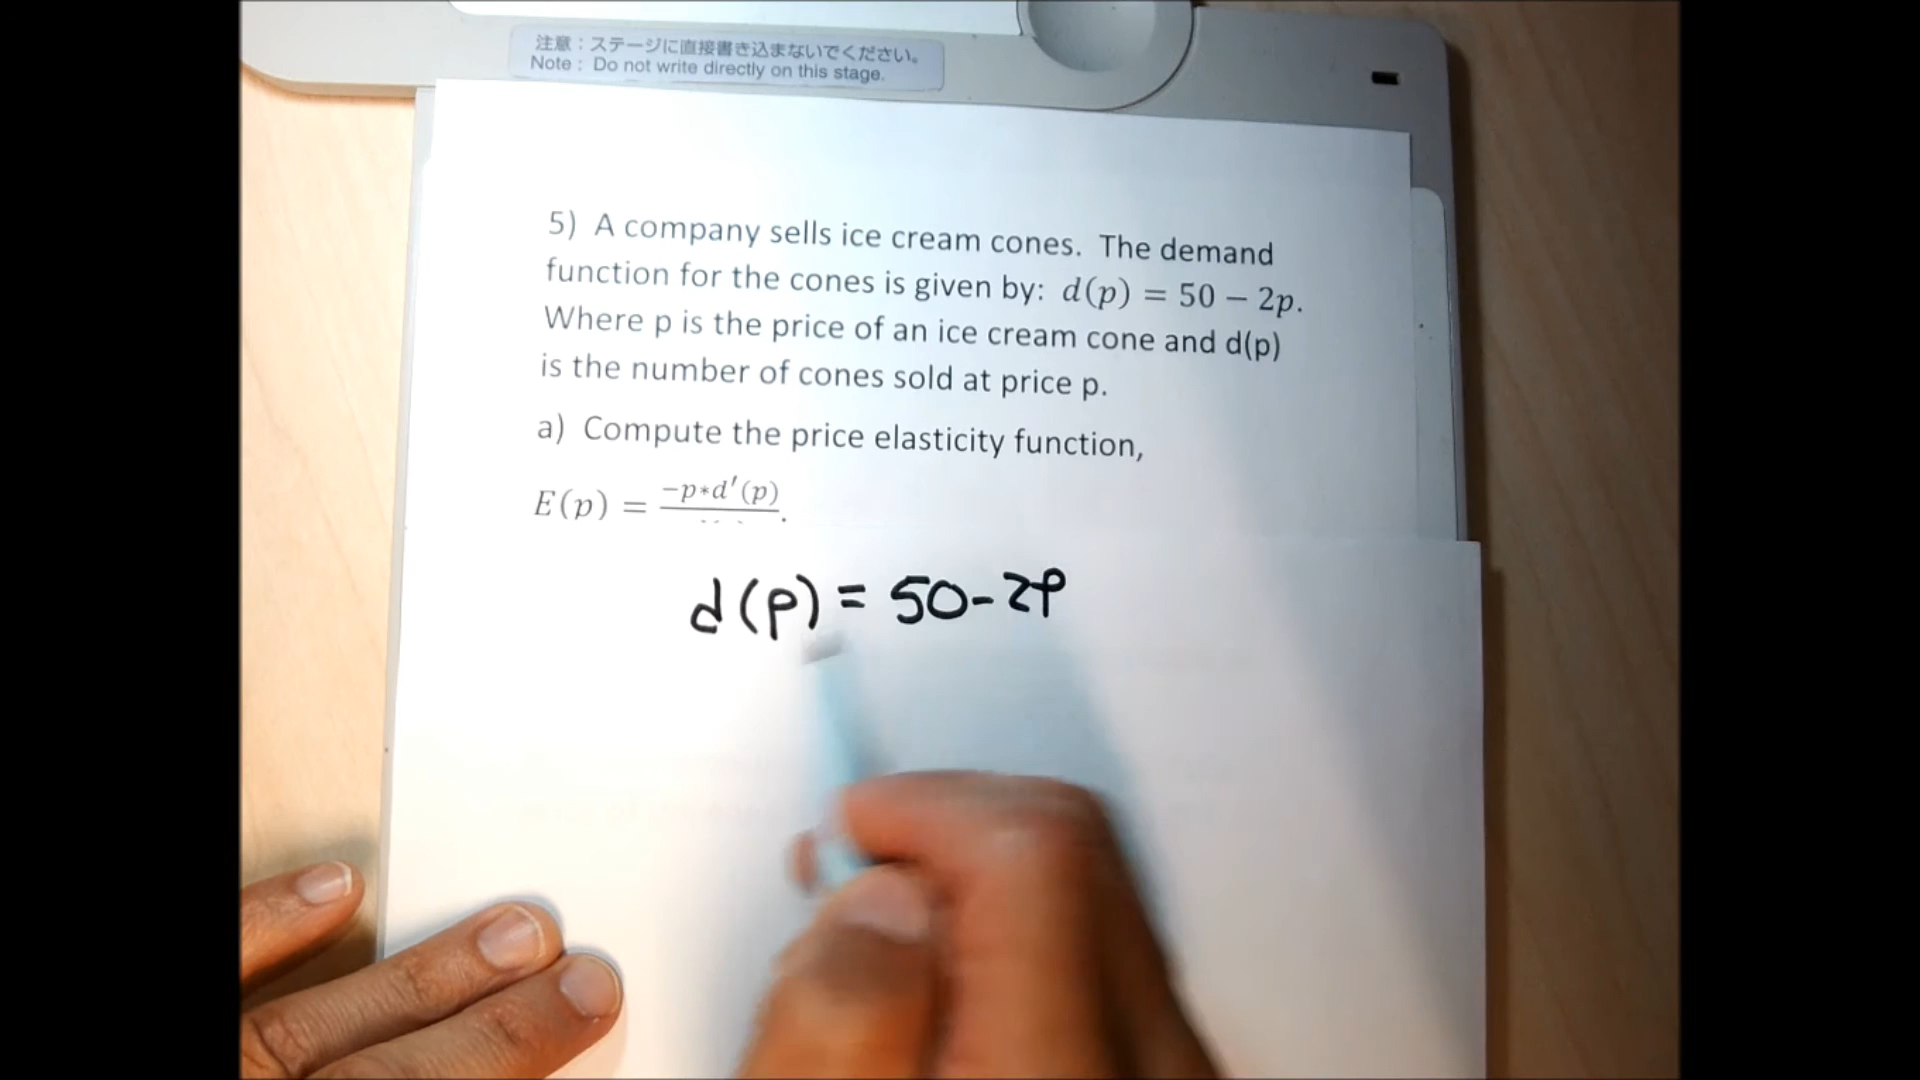 注意：ステージに直接書き込まないでください。
Note : Do not write directly on this stage.
5) A company sells ice cream cones. The demand
function for the cones is given by: d(p) = 50 − 2p.
Where p is the price of an ice cream cone and d(p)
is the number of cones sold at price p.
a) Compute the price elasticity function,
E(p) = −p∗d′(p)
d(p) = 50-2p